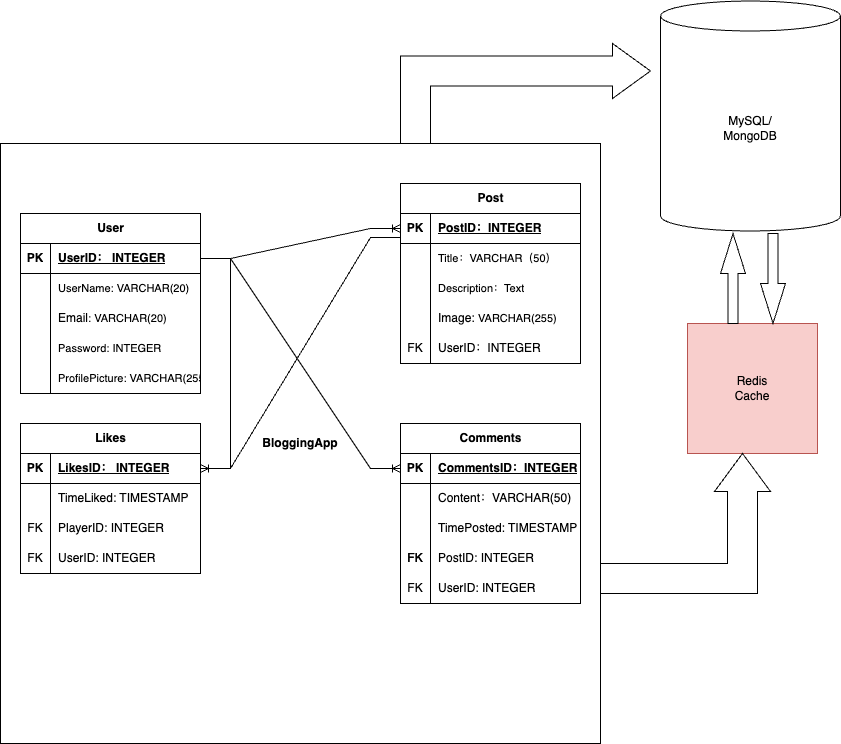 MySQL/
MongoDB
Post
PK PostID: INTEGER
Title: VARCHAR (50)
Description: Text
Image: VARCHAR(255)
FK UserID: INTEGER
User
PK UserID: INTEGER
UserName: VARCHAR(20)
Email: VARCHAR(20)
Password: INTEGER
ProfilePicture: VARCHAR(255
Redis
Cache
BloggingApp
Likes
PK LikesID: INTEGER
TimeLiked: TIMESTAMP
FK PlayerID: INTEGER
FK UserID: INTEGER
Comments
PK CommentsID: INTEGER
Content: VARCHAR(50)
TimePosted: TIMESTAMP
FK PostID: INTEGER
FK UserID: INTEGER